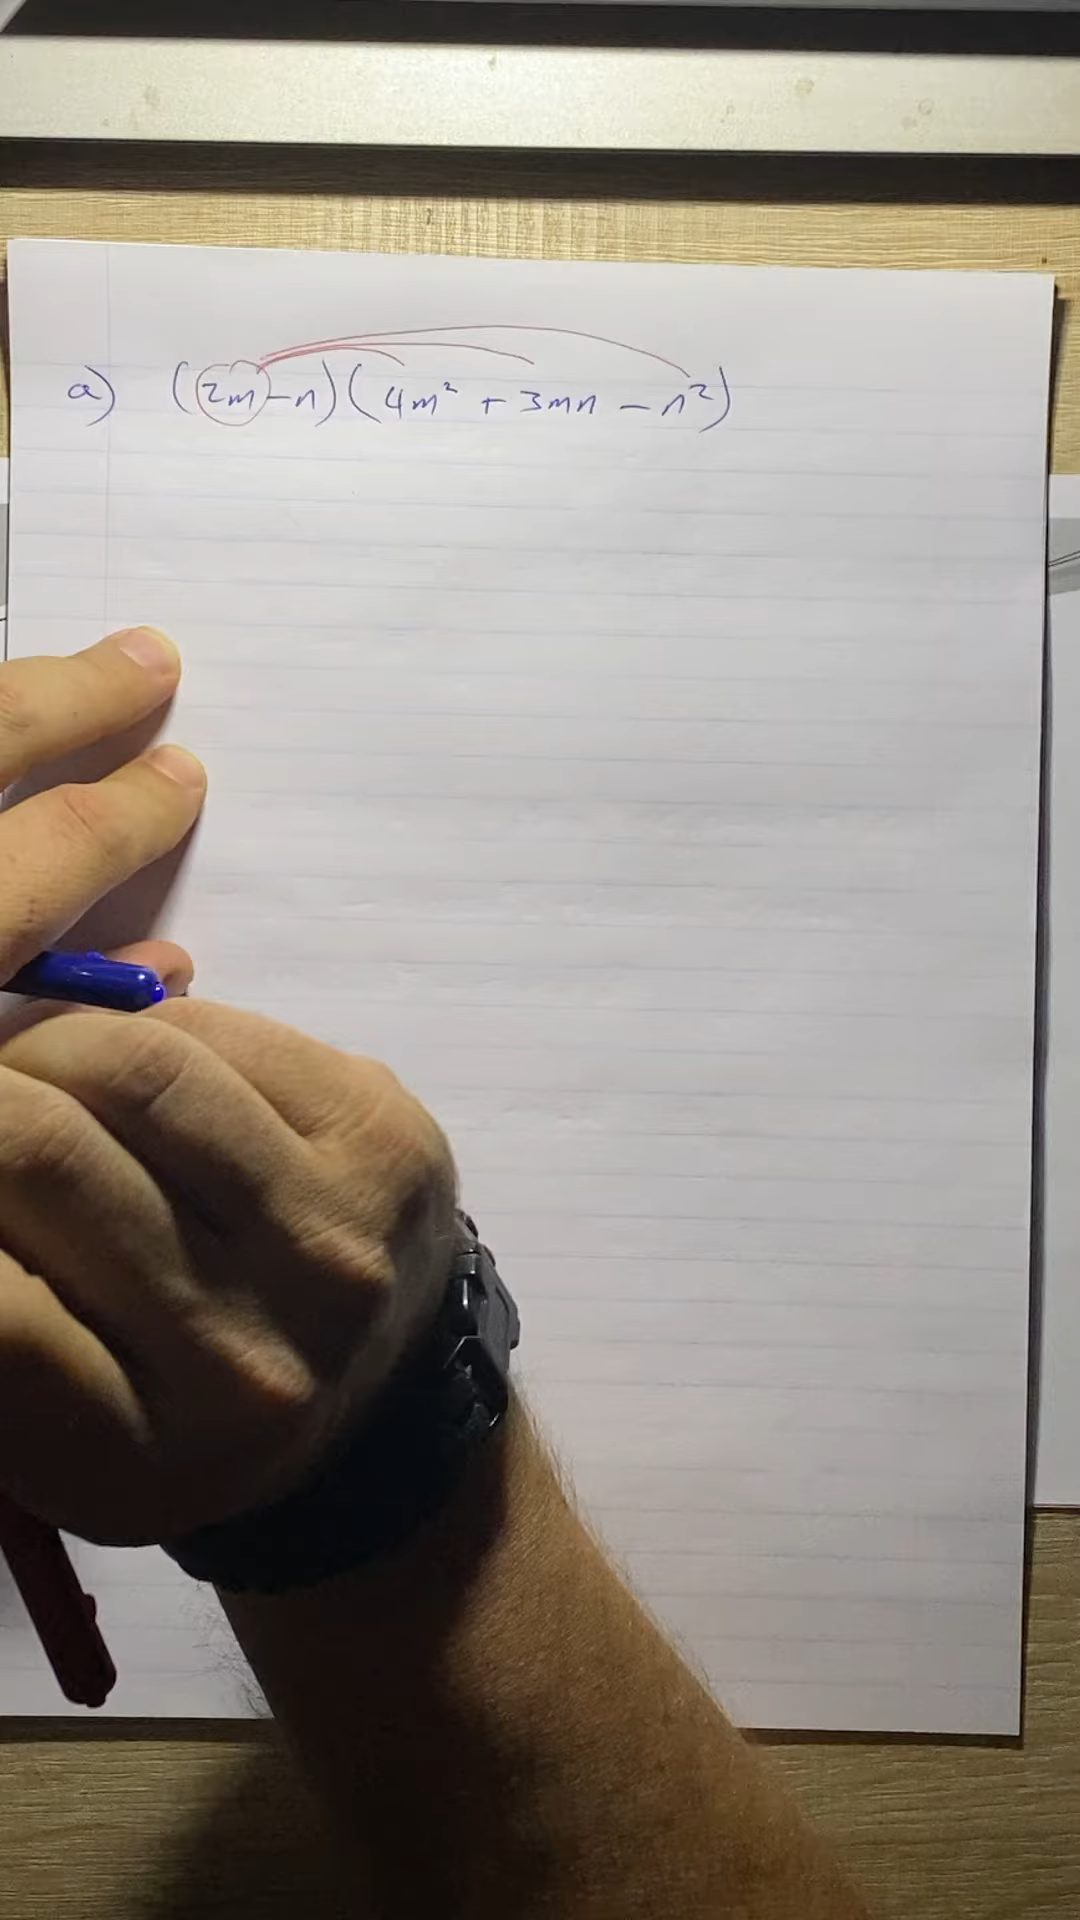 a) (2m-n)(4m² + 3mn - n²)